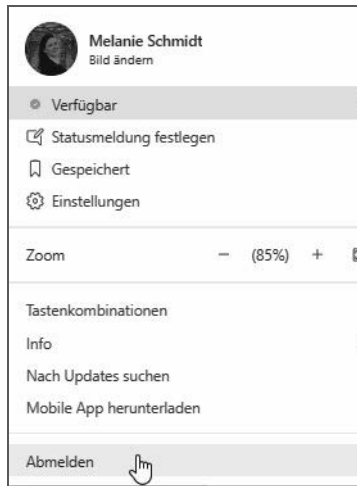 Melanie Schmidt
Bild ändern
Verfügbar
Statusmeldung festlegen
Gespeichert
Einstellungen
Zoom − (85%) +
Tastenkombinationen
Info
Nach Updates suchen
Mobile App herunterladen
Abmelden